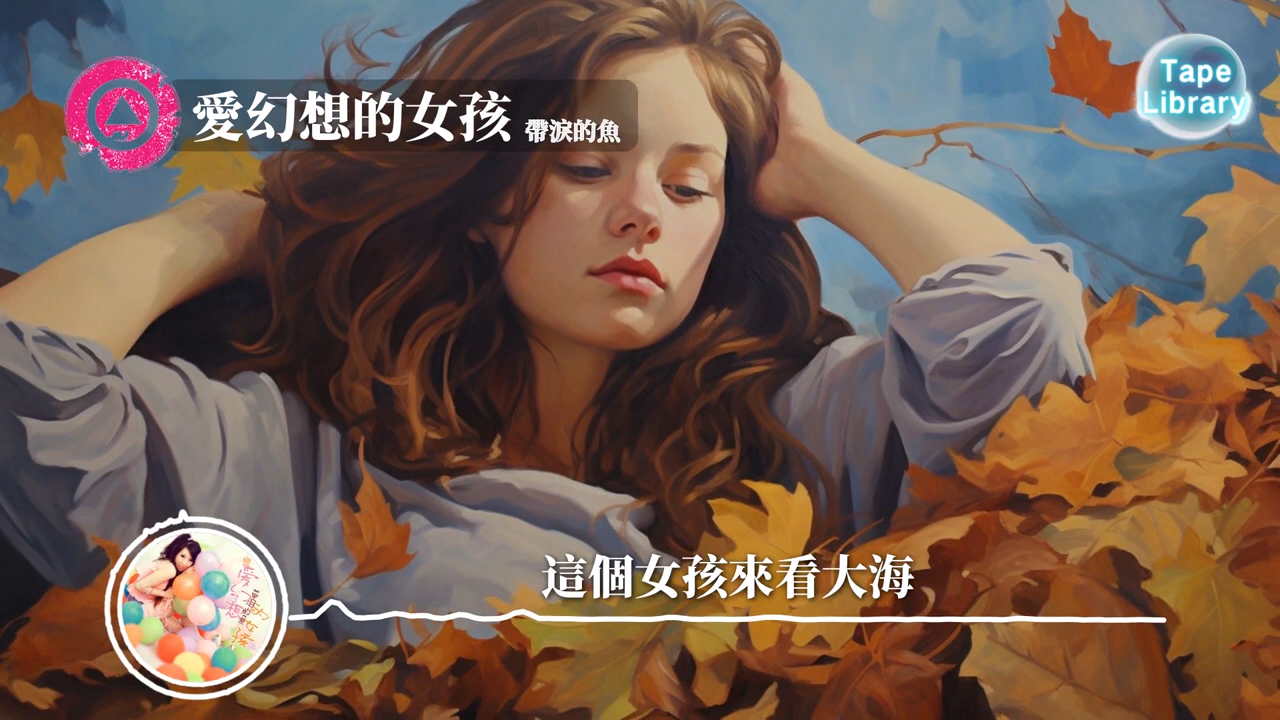 愛幻想的女孩 帶淚的魚
Tape
Library
這個女孩來看大海